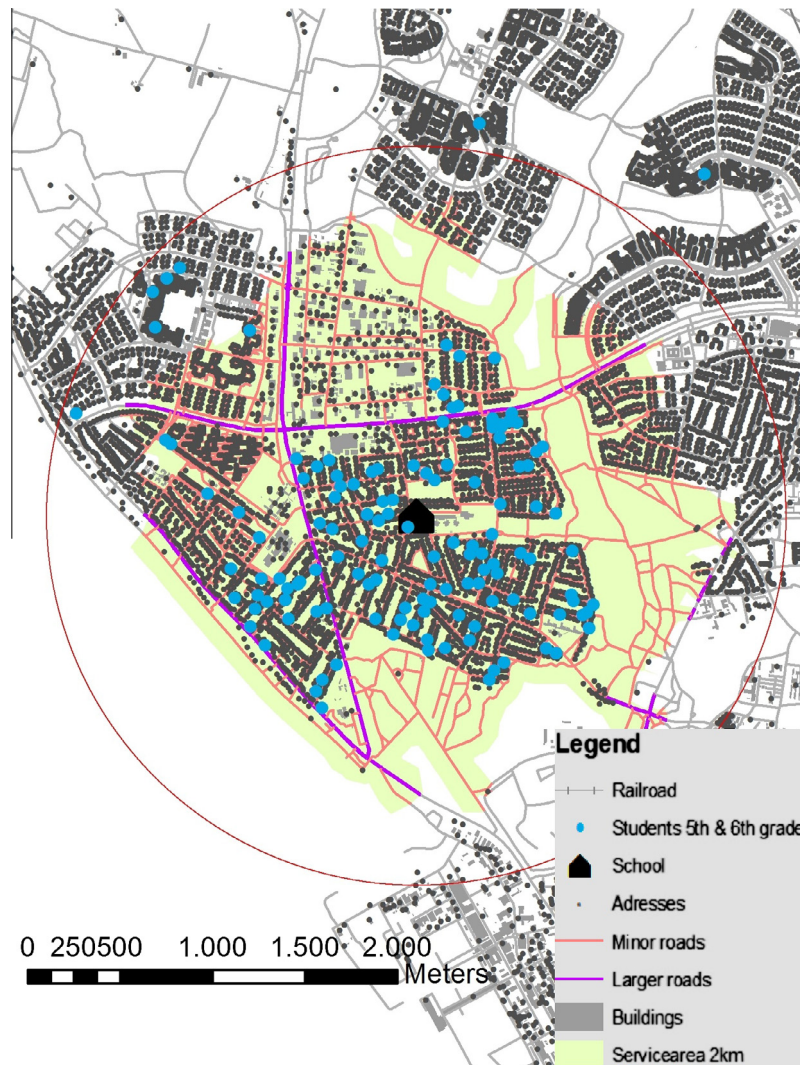 Legend
Railroad
Students 5th & 6th grade
School
Adresses
Minor roads
Larger roads
Buildings
Servicearea 2km
0 250500 1.000 1.500 2.000
Meters